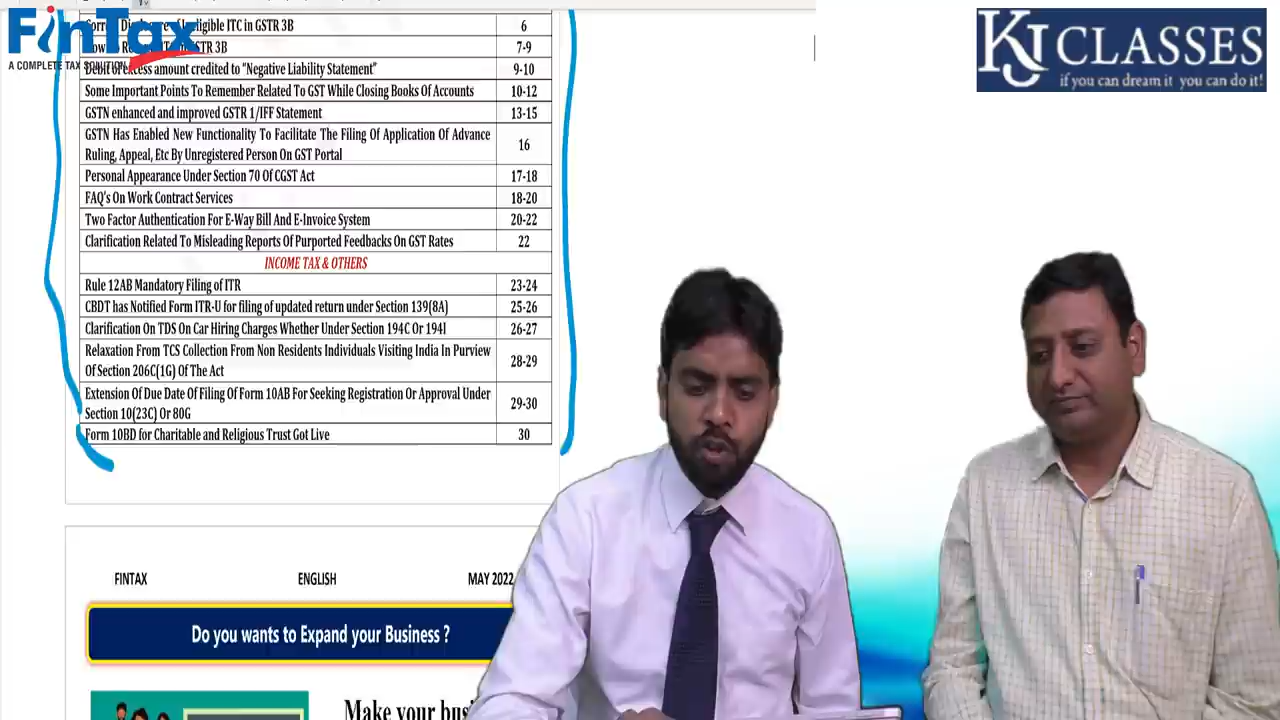 FinTax
A COMPLETE TAX SOLUTION
KJ CLASSES
if you can dream it you can do it!
Ineligible ITC in GSTR 3B 6
GSTR 3B 7-9
Debit of excess amount credited to "Negative Liability Statement" 9-10
Some Important Points To Remember Related To GST While Closing Books Of Accounts 10-12
GSTN enhanced and improved GSTR 1/IFF Statement 13-15
GSTN Has Enabled New Functionality To Facilitate The Filing Of Application Of Advance
Ruling, Appeal, Etc By Unregistered Person On GST Portal 16
Personal Appearance Under Section 70 Of CGST Act 17-18
FAQ's On Work Contract Services 18-20
Two Factor Authentication For E-Way Bill And E-Invoice System 20-22
Clarification Related To Misleading Reports Of Purported Feedbacks On GST Rates 22
INCOME TAX & OTHERS
Rule 12AB Mandatory Filing of ITR 23-24
CBDT has Notified Form ITR-U for filing of updated return under Section 139(8A) 25-26
Clarification On TDS On Car Hiring Charges Whether Under Section 194C Or 194I 26-27
Relaxation From TCS Collection From Non Residents Individuals Visiting India In Purview
Of Section 206C(1G) Of The Act 28-29
Extension Of Due Date Of Filing Of Form 10AB For Seeking Registration Or Approval Under
Section 10(23C) Or 80G 29-30
Form 10BD for Charitable and Religious Trust Got Live 30
FINTAX ENGLISH MAY 2022
Do you wants to Expand your Business ?
Make your